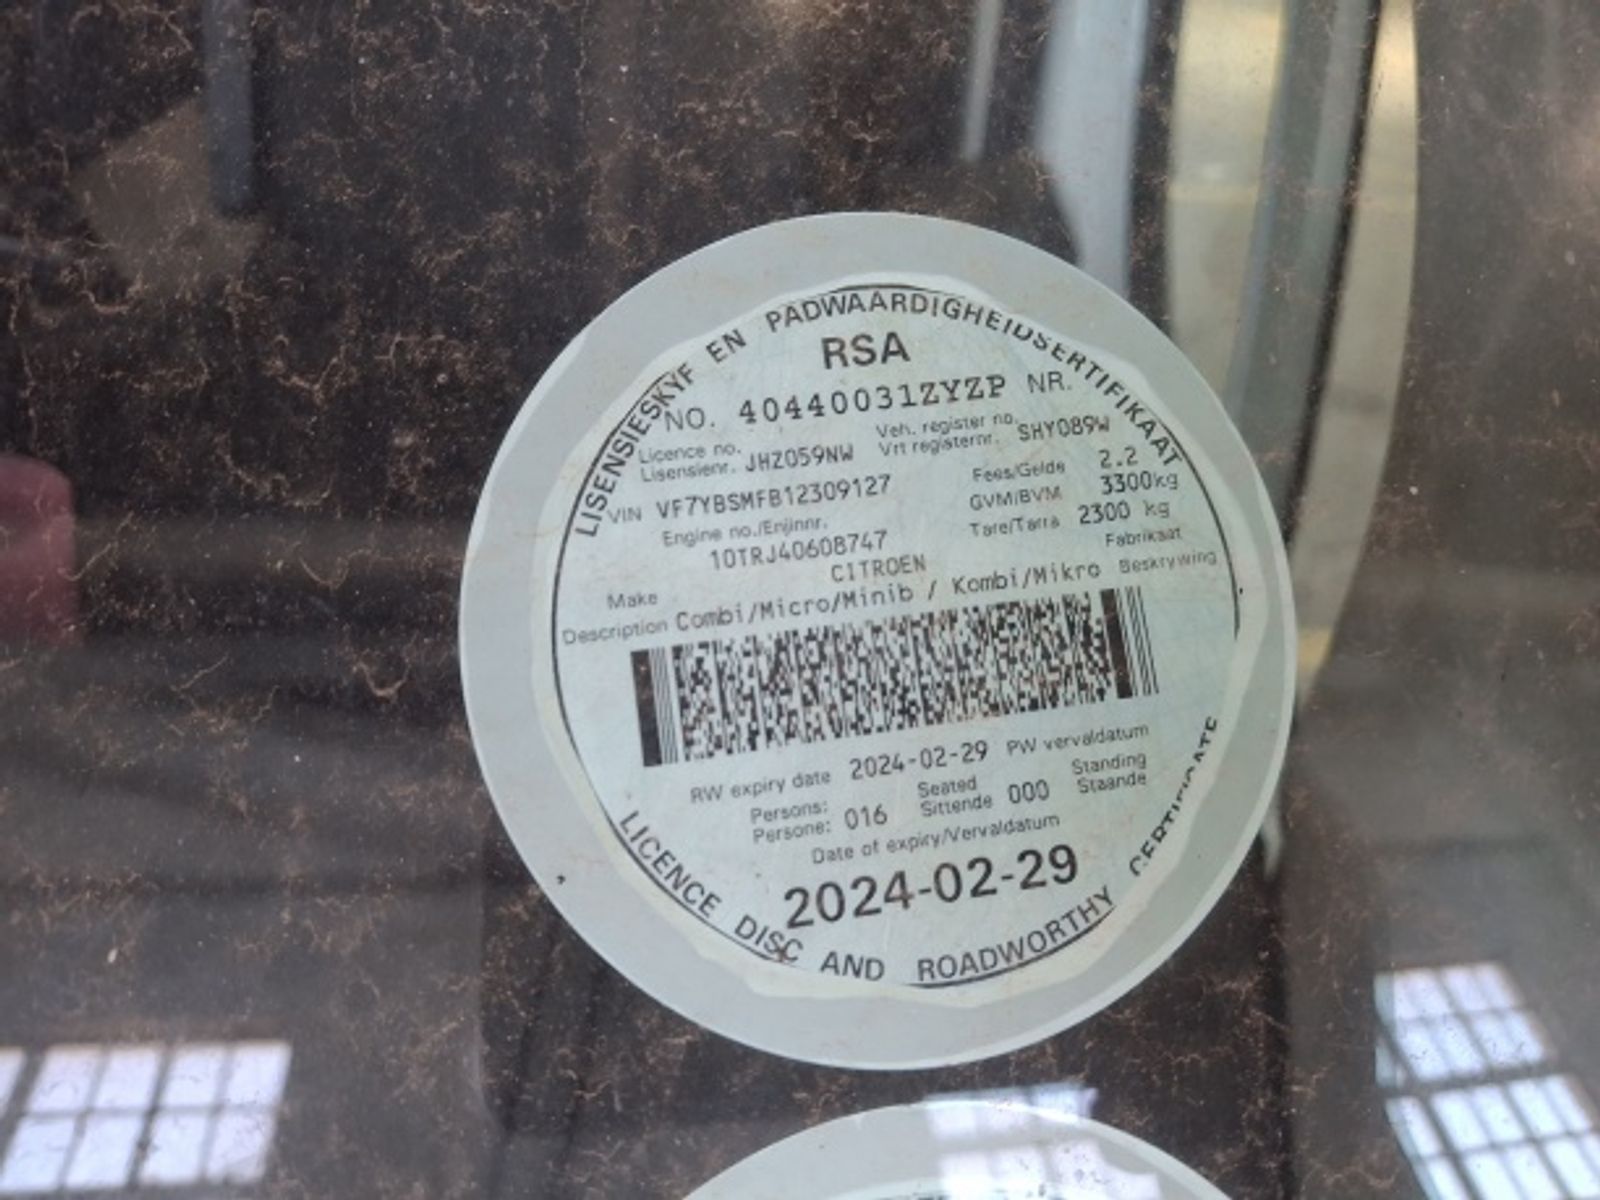 LISENSIESKYF EN PADWAARDIGHEIDSERTIFIKAAT
RSA
NO. 40440031ZYZP NR.
Licence no. Veh. register no.
Lisensienr. JHZ059NW Vrt registernr. SHY089W
VIN VF7YBSMFB12309127 Fees/Gelde 2.2
GVM/BVM 3300kg
Engine no./Enjinnr. Tare/Tarra 2300 kg
10TRJ40608747 Fabrikaat
Make CITROEN
Description Combi/Micro/Minib / Kombi/Mikro Beskrywing
RW expiry date 2024-02-29 PW vervaldatum
Persons: Seated Standing
Persone: 016 Sittende 000 Staande
Date of expiry/Vervaldatum
2024-02-29
LICENCE DISC AND ROADWORTHY CERTIFICATE